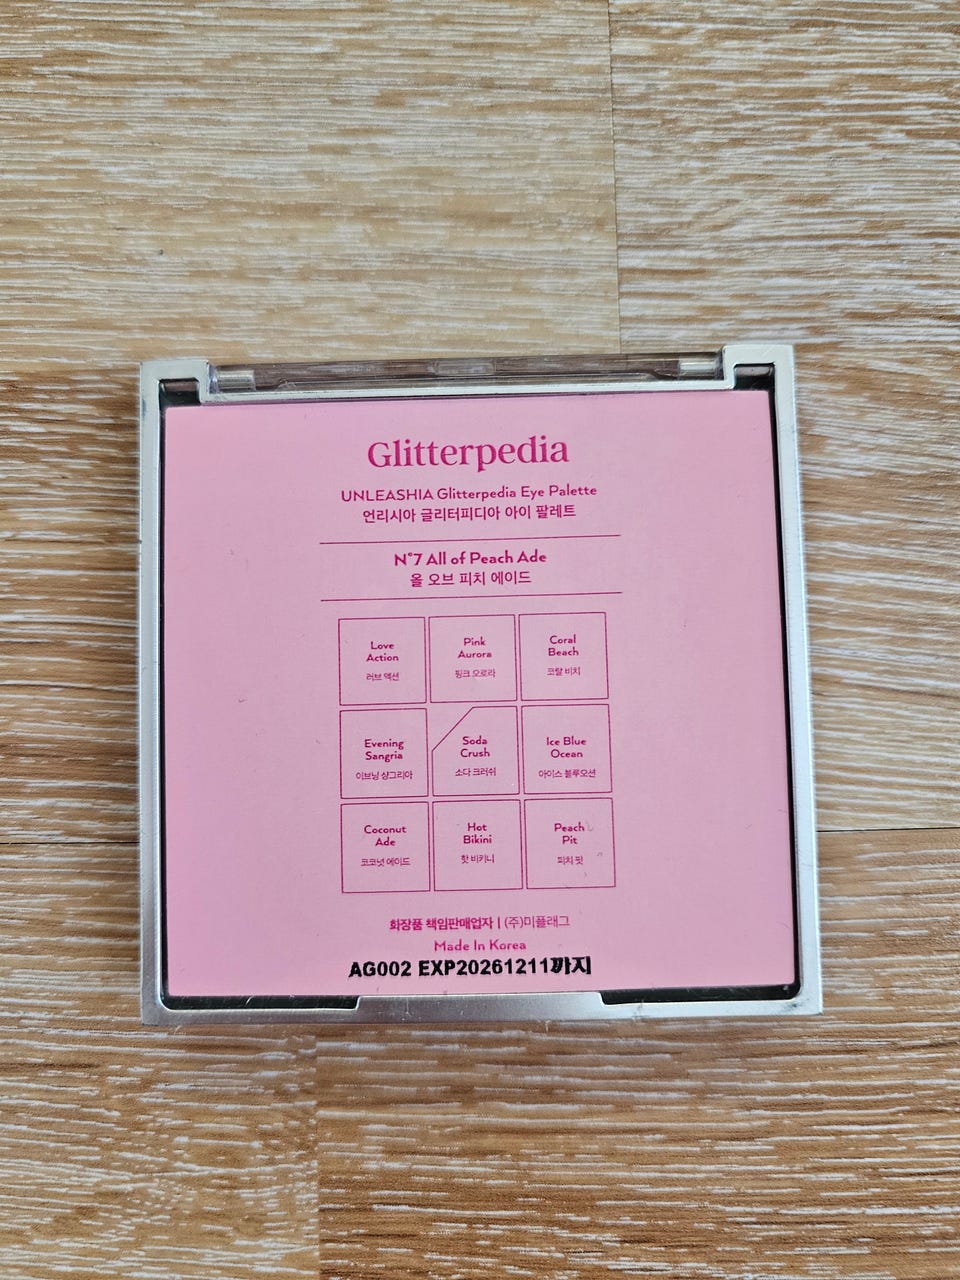 Glitterpedia
UNLEASHIA Glitterpedia Eye Palette
언리시아 글리터피디아 아이 팔레트
N°7 All of Peach Ade
올 오브 피치 에이드
Love
Action
러브 액션
Pink
Aurora
핑크 오로라
Coral
Beach
코랄 비치
Evening
Sangria
이브닝 샹그리아
Soda
Crush
소다 크러쉬
Ice Blue
Ocean
아이스 블루오션
Coconut
Ade
코코넛 에이드
Hot
Bikini
핫 비키니
Peach
Pit
피치 핏
화장품 책임판매업자 | (주)미플래그
Made In Korea
AG002 EXP20261211까지